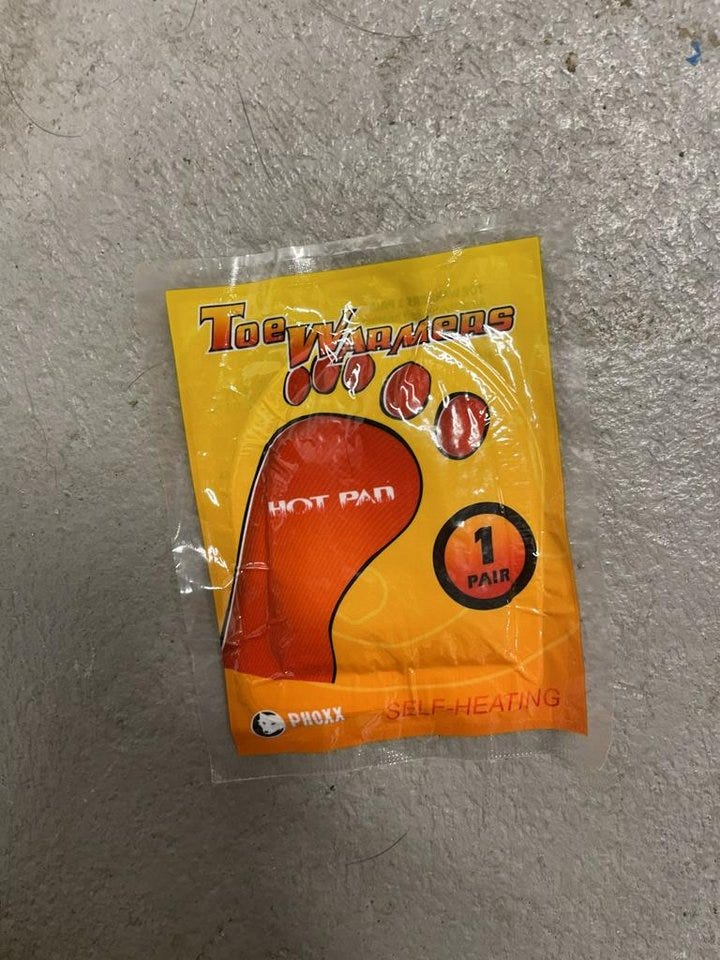 Toe Warmers
HOT PAD
1
PAIR
PHOXX
SELF-HEATING